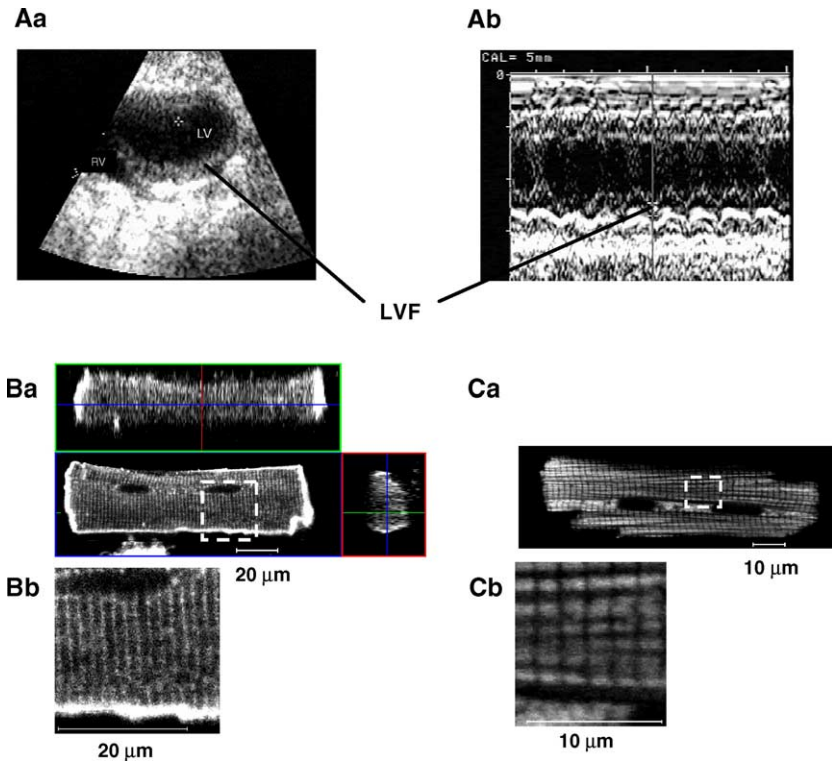 Aa
Ab
CAL= 5mm
0
LV
RV
LVF
Ba
Ca
20 μm
10 μm
Bb
Cb
20 μm
10 μm